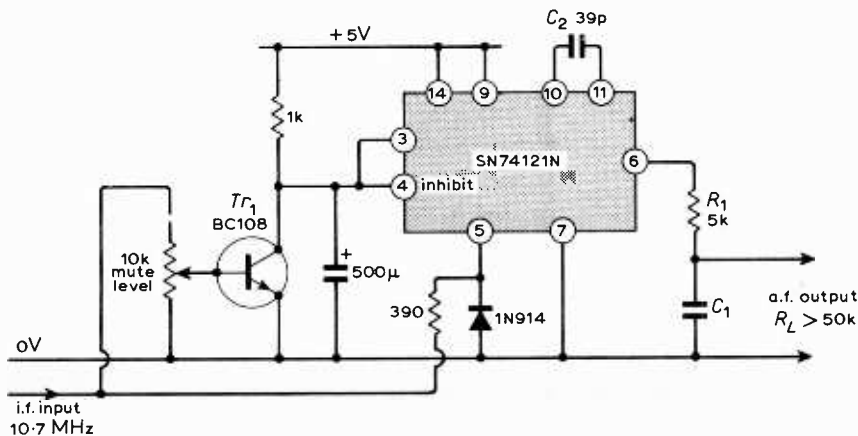 C₂ 39p
+5V
14
9
10
11
1k
3
SN74121N
6
4
inhibit
Tr₁
BC108
R₁
5k
5
7
10k
mute
level
+
500μ
390
1N914
C₁
a.f. output
R_L > 50k
0V
i.f. input
10·7 MHz